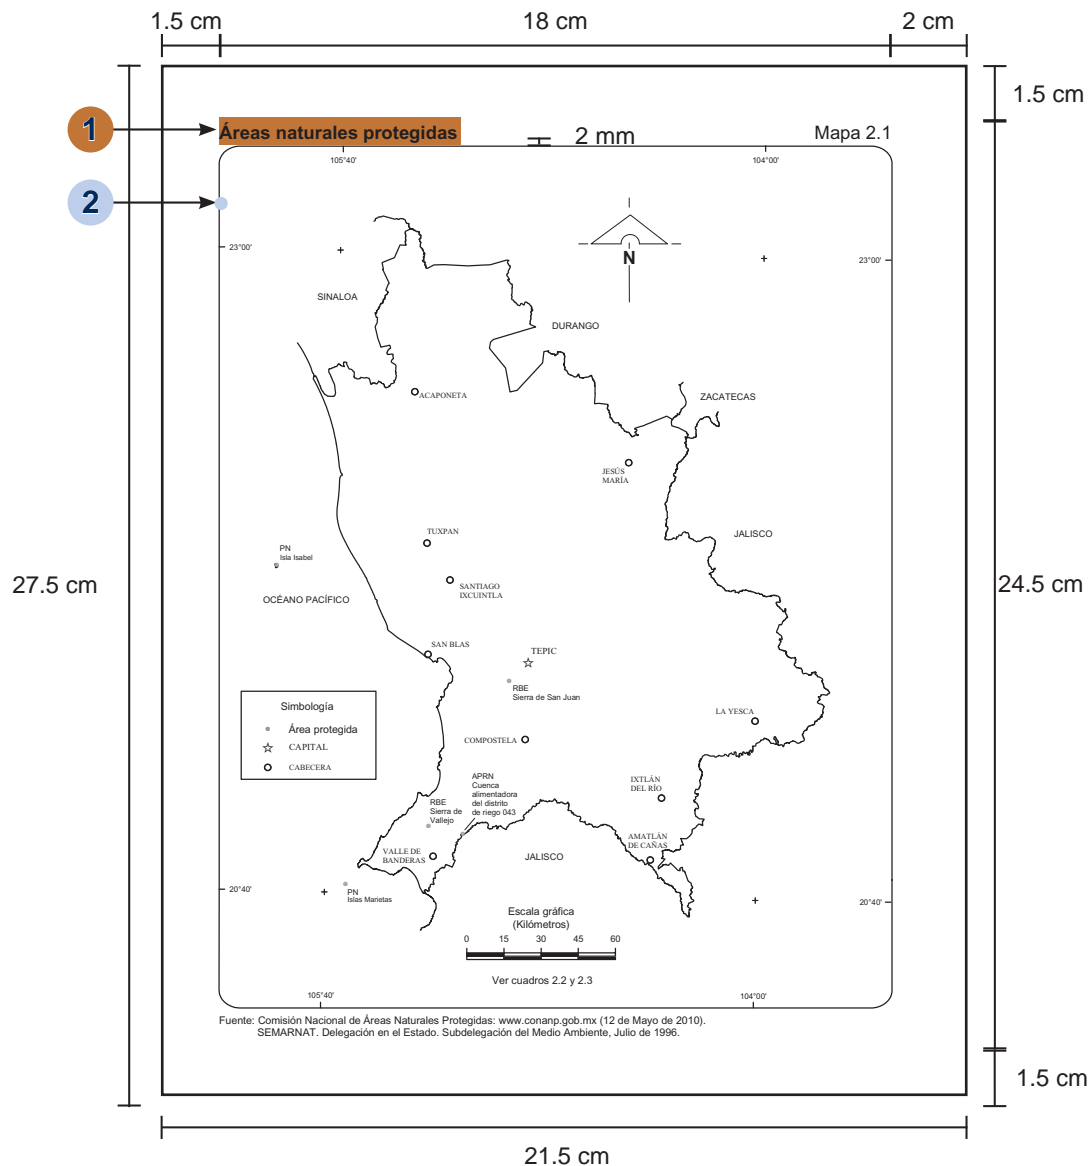 1.5 cm 18 cm 2 cm
1.5 cm
1
Áreas naturales protegidas
2 mm
Mapa 2.1
105°40' 104°00'
2
23°00' 23°00'
N
SINALOA
DURANGO
ACAPONETA
ZACATECAS
JESÚS
MARÍA
TUXPAN
JALISCO
PN
Isla Isabel
27.5 cm
24.5 cm
SANTIAGO
IXCUINTLA
OCÉANO PACÍFICO
SAN BLAS
TEPIC
RBE
Sierra de San Juan
Simbología
Área protegida
CAPITAL
CABECERA
LA YESCA
COMPOSTELA
APRN
Cuenca
alimentadora
del distrito
de riego 043
IXTLÁN
DEL RÍO
RBE
Sierra de
Vallejo
AMATLÁN
DE CAÑAS
VALLE DE
BANDERAS
JALISCO
PN
Islas Marietas
20°40' 20°40'
Escala gráfica
(Kilómetros)
0 15 30 45 60
Ver cuadros 2.2 y 2.3
105°40' 104°00'
Fuente: Comisión Nacional de Áreas Naturales Protegidas: www.conanp.gob.mx (12 de Mayo de 2010).
SEMARNAT. Delegación en el Estado. Subdelegación del Medio Ambiente, Julio de 1996.
1.5 cm
21.5 cm